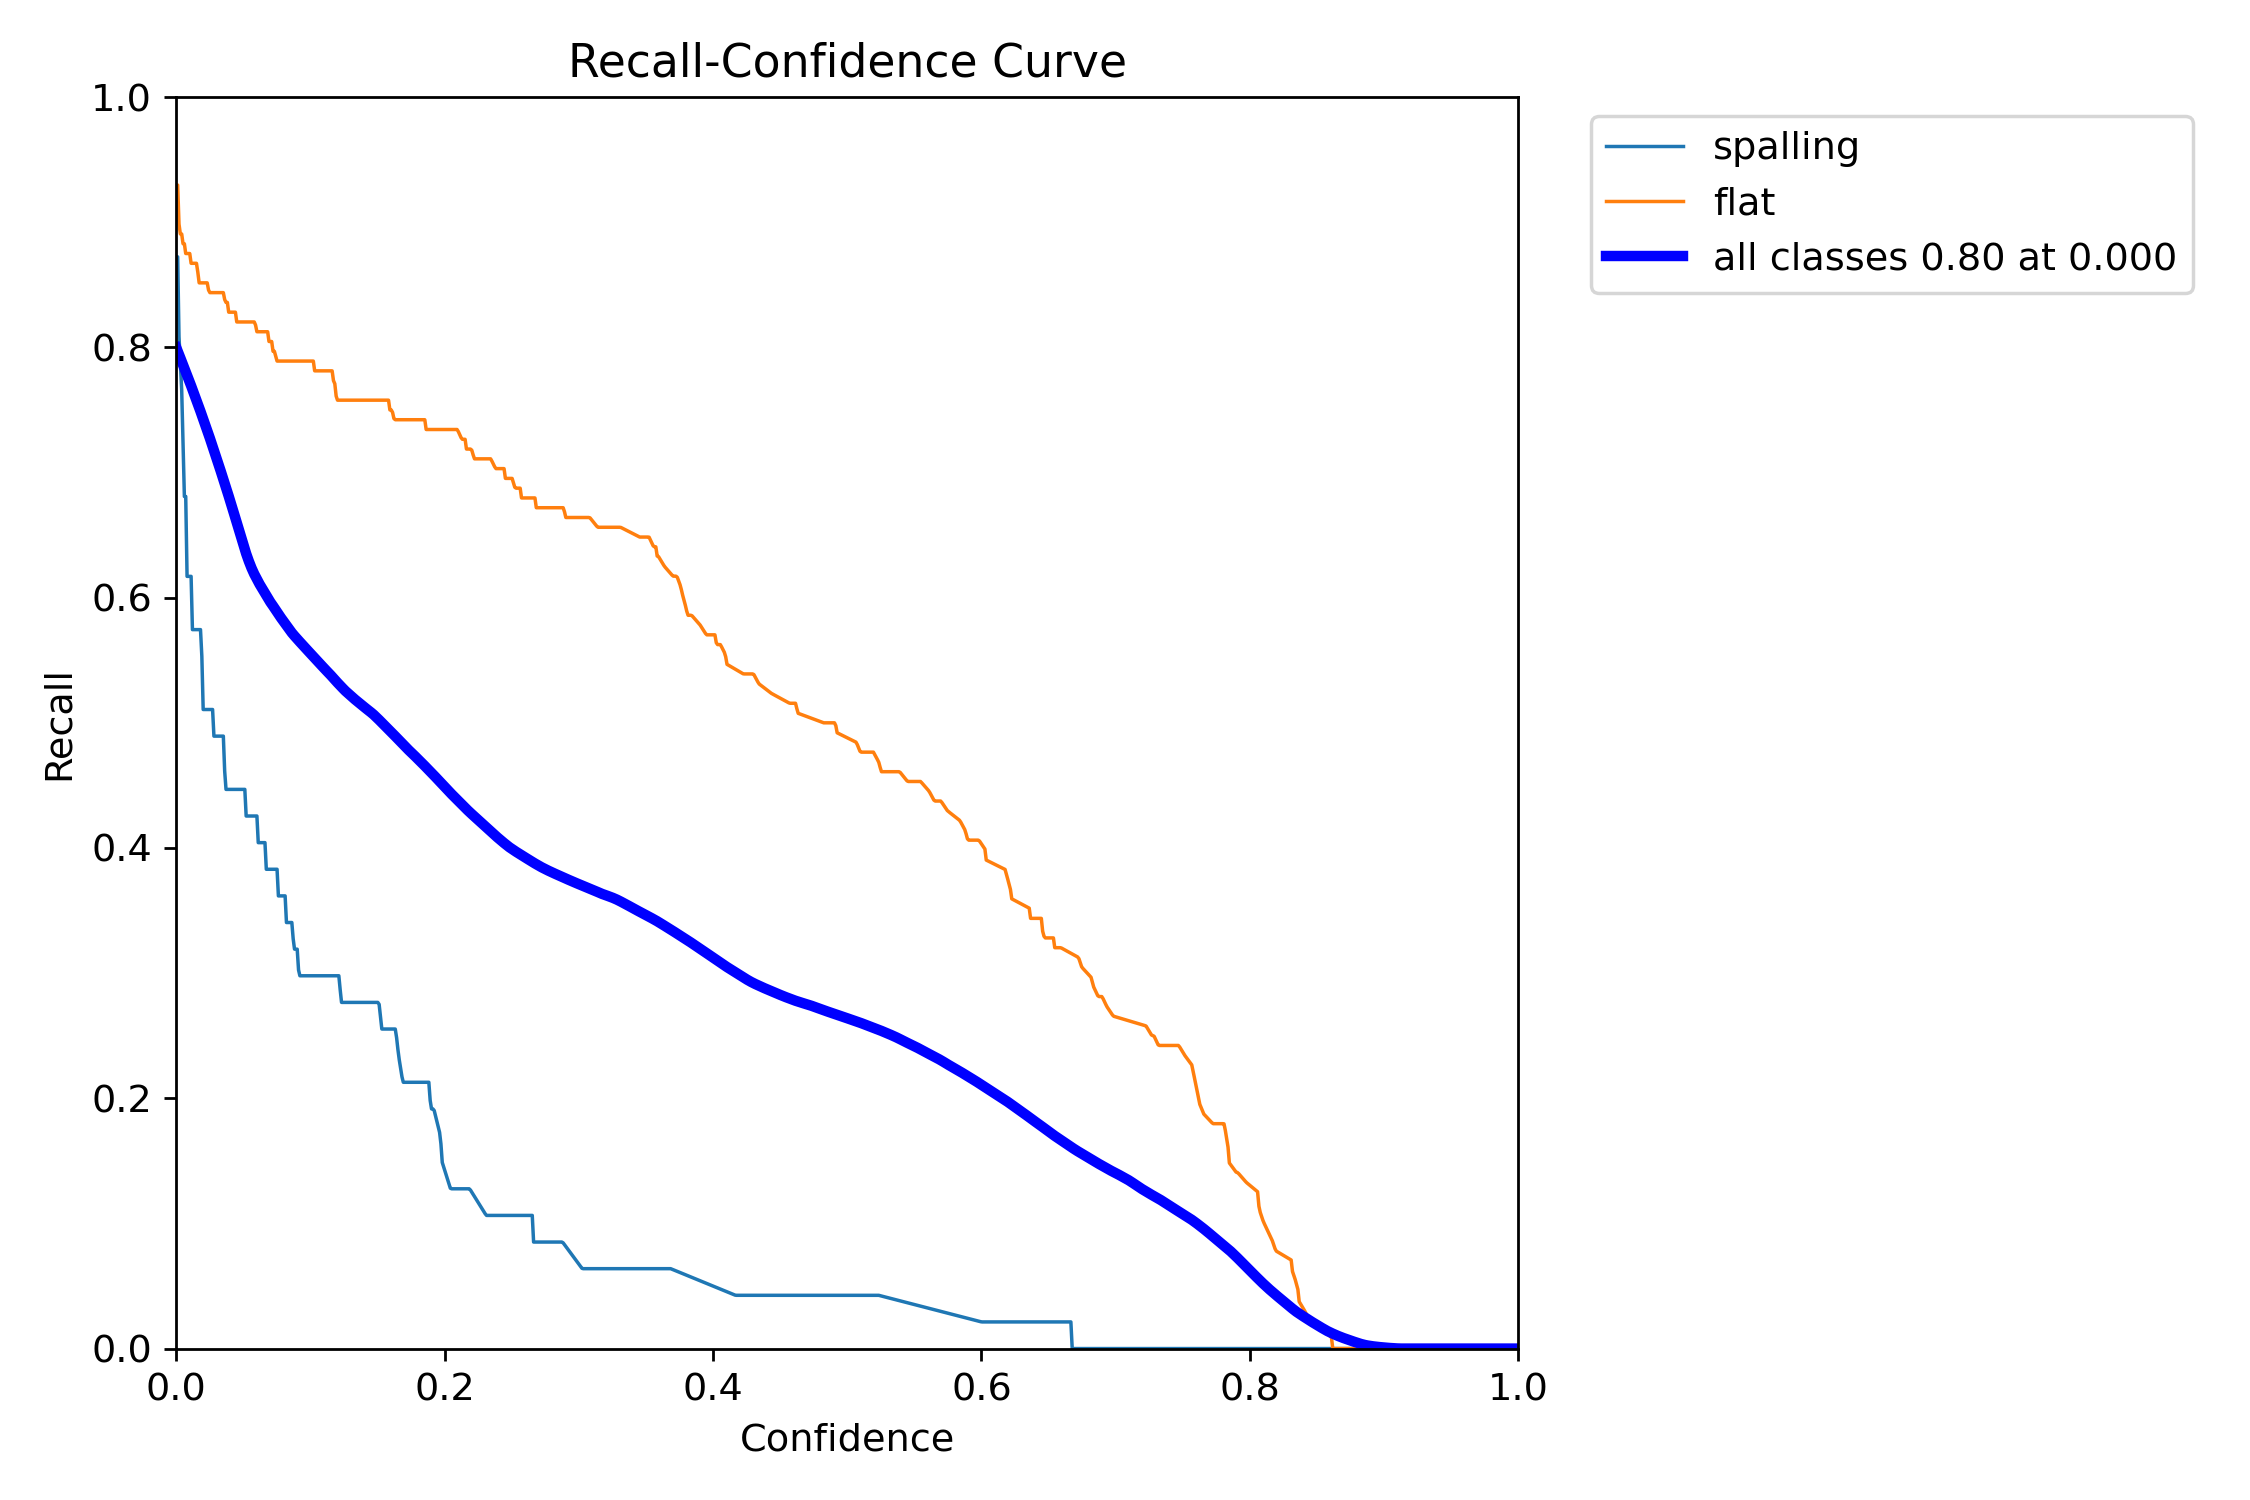 Recall-Confidence Curve
1.0
0.8
0.6
0.4
0.2
0.0
Recall
0.0 0.2 0.4 0.6 0.8 1.0
Confidence
spalling
flat
all classes 0.80 at 0.000